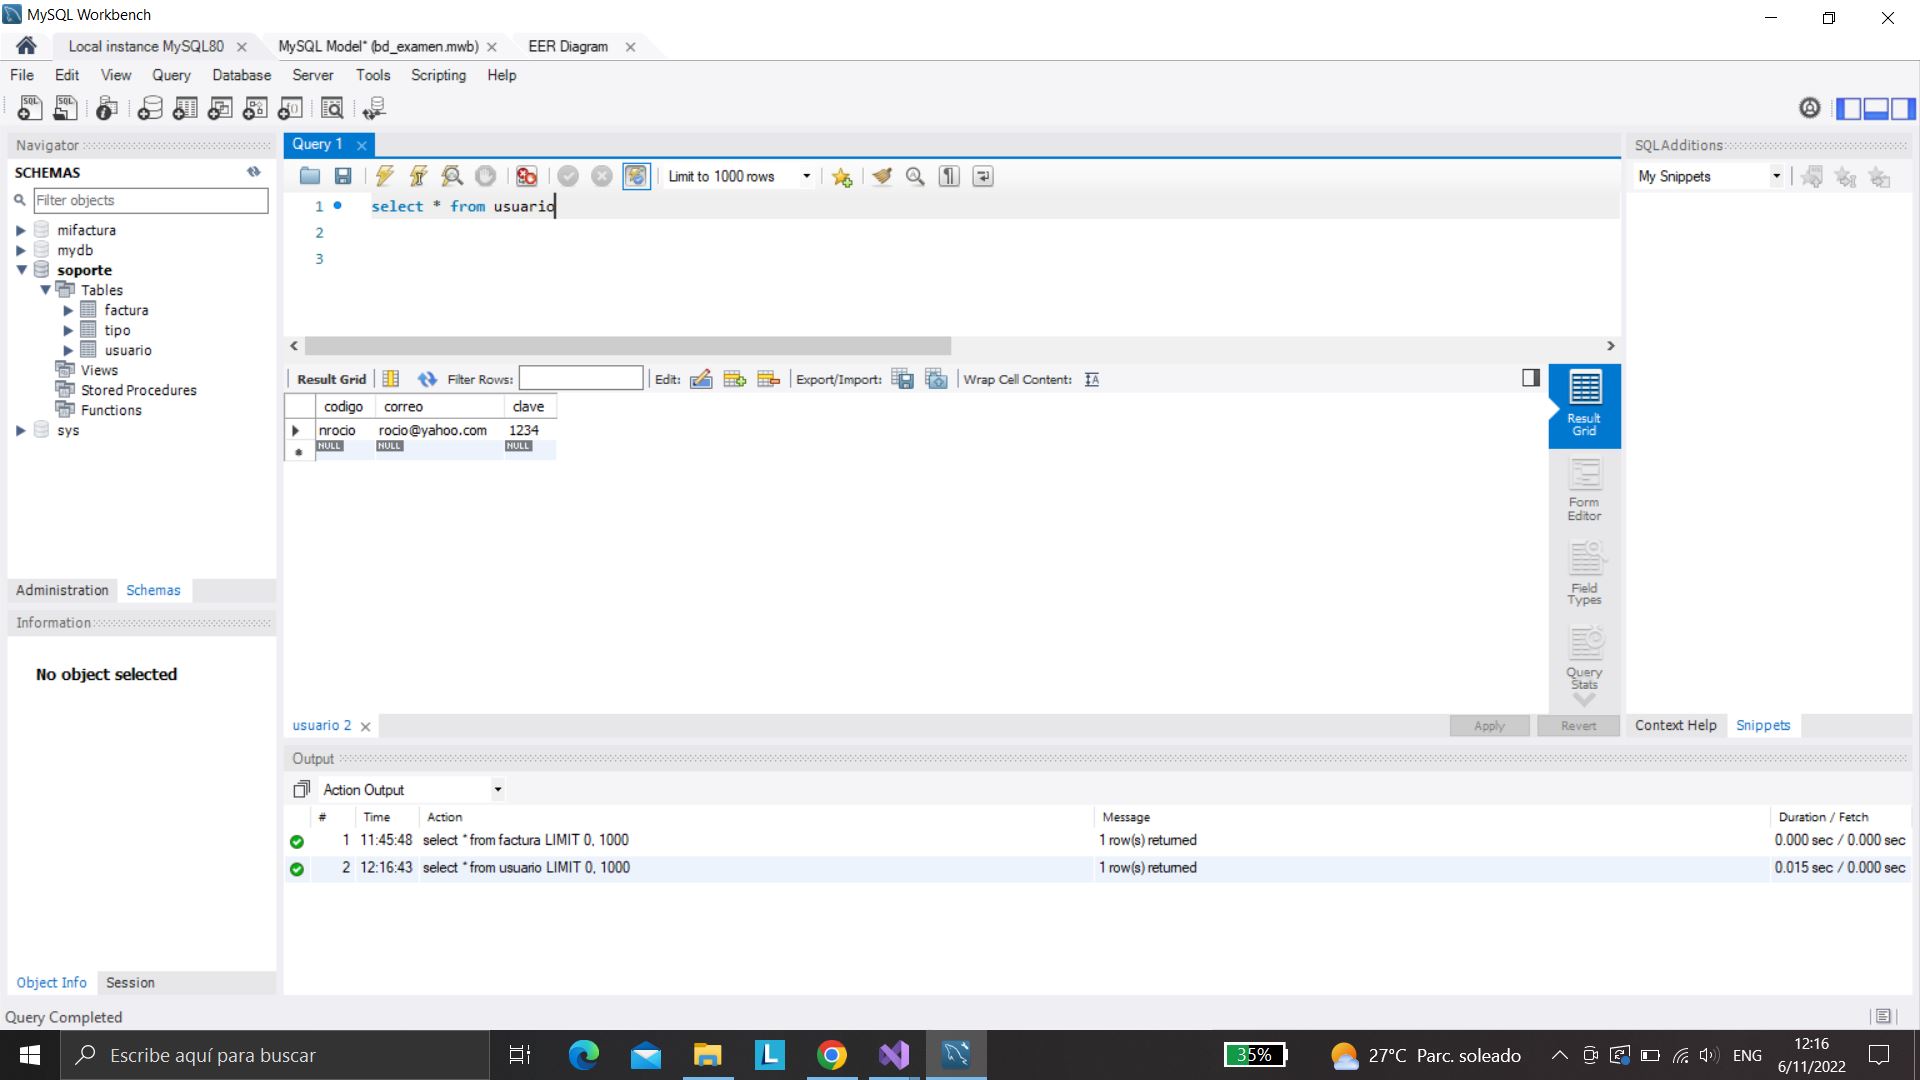 MySQL Workbench
Local instance MySQL80
MySQL Model* (bd_examen.mwb)
EER Diagram
File Edit View Query Database Server Tools Scripting Help
Navigator
SCHEMAS
Filter objects
mifactura
mydb
soporte
Tables
factura
tipo
usuario
Views
Stored Procedures
Functions
sys
Administration Schemas
Information
No object selected
Object Info Session
Query 1
Limit to 1000 rows
1 select * from usuario
2
3
Result Grid Filter Rows: Edit: Export/Import: Wrap Cell Content:
codigo correo clave
nrocio rocio@yahoo.com 1234
NULL NULL NULL
Result
Grid
Form
Editor
Field
Types
Query
Stats
usuario 2
Apply Revert
SQLAdditions
My Snippets
Context Help Snippets
Output
Action Output
# Time Action Message Duration / Fetch
1 11:45:48 select * from factura LIMIT 0, 1000 1 row(s) returned 0.000 sec / 0.000 sec
2 12:16:43 select * from usuario LIMIT 0, 1000 1 row(s) returned 0.015 sec / 0.000 sec
Query Completed
Escribe aquí para buscar
35%
27°C Parc. soleado
ENG
12:16
6/11/2022